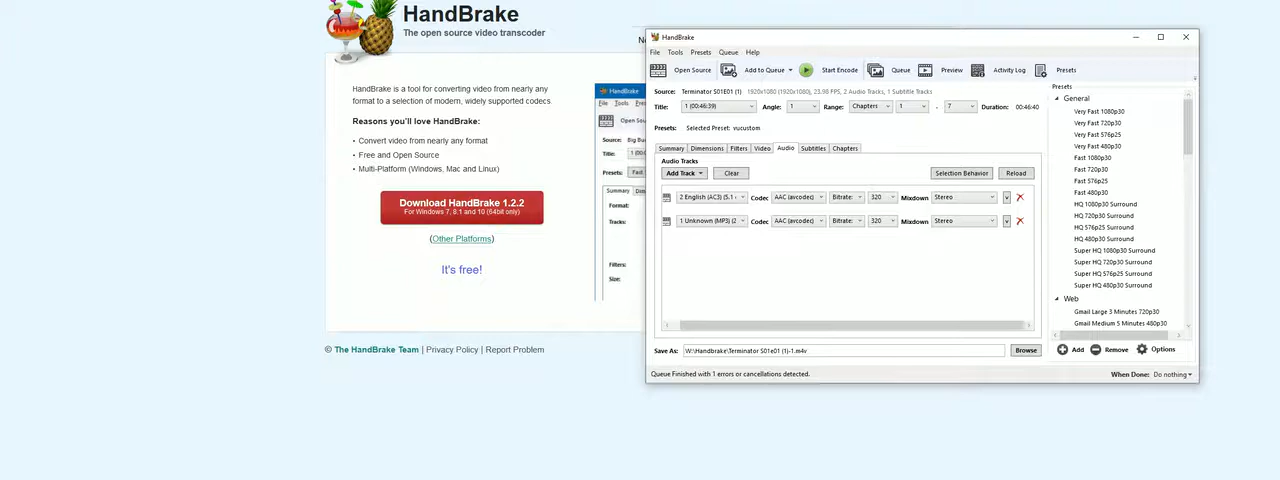 HandBrake
The open source video transcoder
HandBrake is a tool for converting video from nearly any
format to a selection of modern, widely supported codecs
Reasons you'll love HandBrake:
• Convert video from nearly any format
• Free and Open Source
• Multi-Platform (Windows, Mac and Linux)
Download HandBrake 1.2.2
For Windows 7, 8.1 and 10 (64bit only)
(Other Platforms)
It's free!
© The HandBrake Team | Privacy Policy | Report Problem
HandBrake
File Tools
Source:
Title:
Presets:
Summary
Format:
Tracks:
Filters:
Size:
HandBrake
File Tools Presets Queue Help
Open Source Add to Queue Start Encode Queue Preview Activity Log Presets
Source: Terminator S01E01 (1) 1920x1080 (1920x1080), 23.98 FPS, 2 Audio Tracks, 1 Subtitle Tracks
Title: 1 (00:46:39) Angle: 1 Range: Chapters 1 - 7 Duration: 00:46:40
Presets: Selected Preset: vucustom
Summary Dimensions Filters Video Audio Subtitles Chapters
Audio Tracks
Add Track Clear Selection Behavior Reload
2 English (AC3) (5.1 Codec AAC (avcodec) Bitrate: 320 Mixdown Stereo
1 Unknown (MP3) (2 Codec AAC (avcodec) Bitrate: 320 Mixdown Stereo
Save As: W:\Handbrake\Terminator S01e01 (1)-1.m4v Browse
Queue Finished with 1 errors or cancellations detected.
When Done: Do nothing
Presets
General
Very Fast 1080p30
Very Fast 720p30
Very Fast 576p25
Very Fast 480p30
Fast 1080p30
Fast 720p30
Fast 576p25
Fast 480p30
HQ 1080p30 Surround
HQ 720p30 Surround
HQ 576p25 Surround
HQ 480p30 Surround
Super HQ 1080p30 Surround
Super HQ 720p30 Surround
Super HQ 576p25 Surround
Super HQ 480p30 Surround
Web
Gmail Large 3 Minutes 720p30
Gmail Medium 5 Minutes 480p30
Add Remove Options